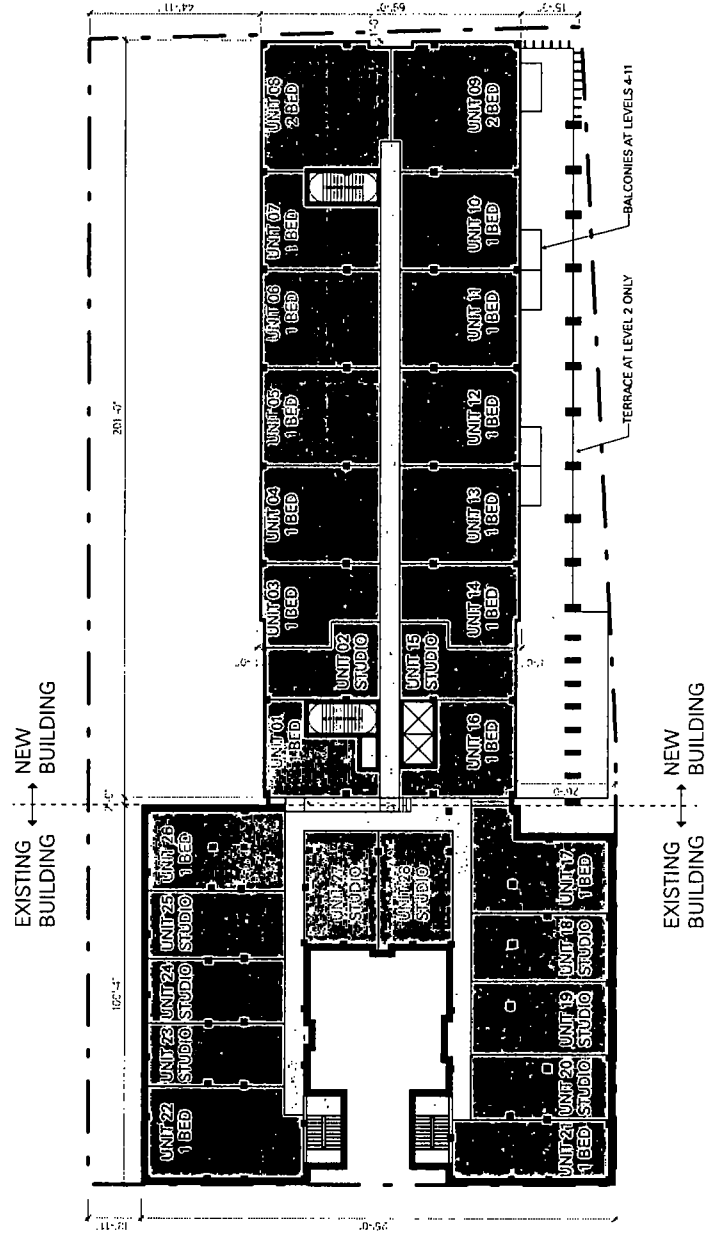 EXISTING
BUILDING
NEW
BUILDING
UNIT 22
1 BED
UNIT 23
STUDIO
UNIT 24
STUDIO
UNIT 25
STUDIO
UNIT 26
1 BED
UNIT 01
1 BED
UNIT 02
STUDIO
UNIT 03
1 BED
UNIT 04
1 BED
UNIT 05
1 BED
UNIT 06
1 BED
UNIT 07
1 BED
UNIT 08
2 BED
STUDIO
UNIT 28
STUDIO
UNIT 21
1 BED
UNIT 20
STUDIO
UNIT 19
STUDIO
UNIT 18
STUDIO
UNIT 17
1 BED
UNIT 16
1 BED
UNIT 15
STUDIO
UNIT 14
1 BED
UNIT 13
1 BED
UNIT 12
1 BED
UNIT 11
1 BED
UNIT 10
1 BED
UNIT 09
2 BED
BALCONIES AT LEVELS 4-11
TERRACE AT LEVEL 2 ONLY
44'-11"
26'-0"
EXISTING
BUILDING
NEW
BUILDING